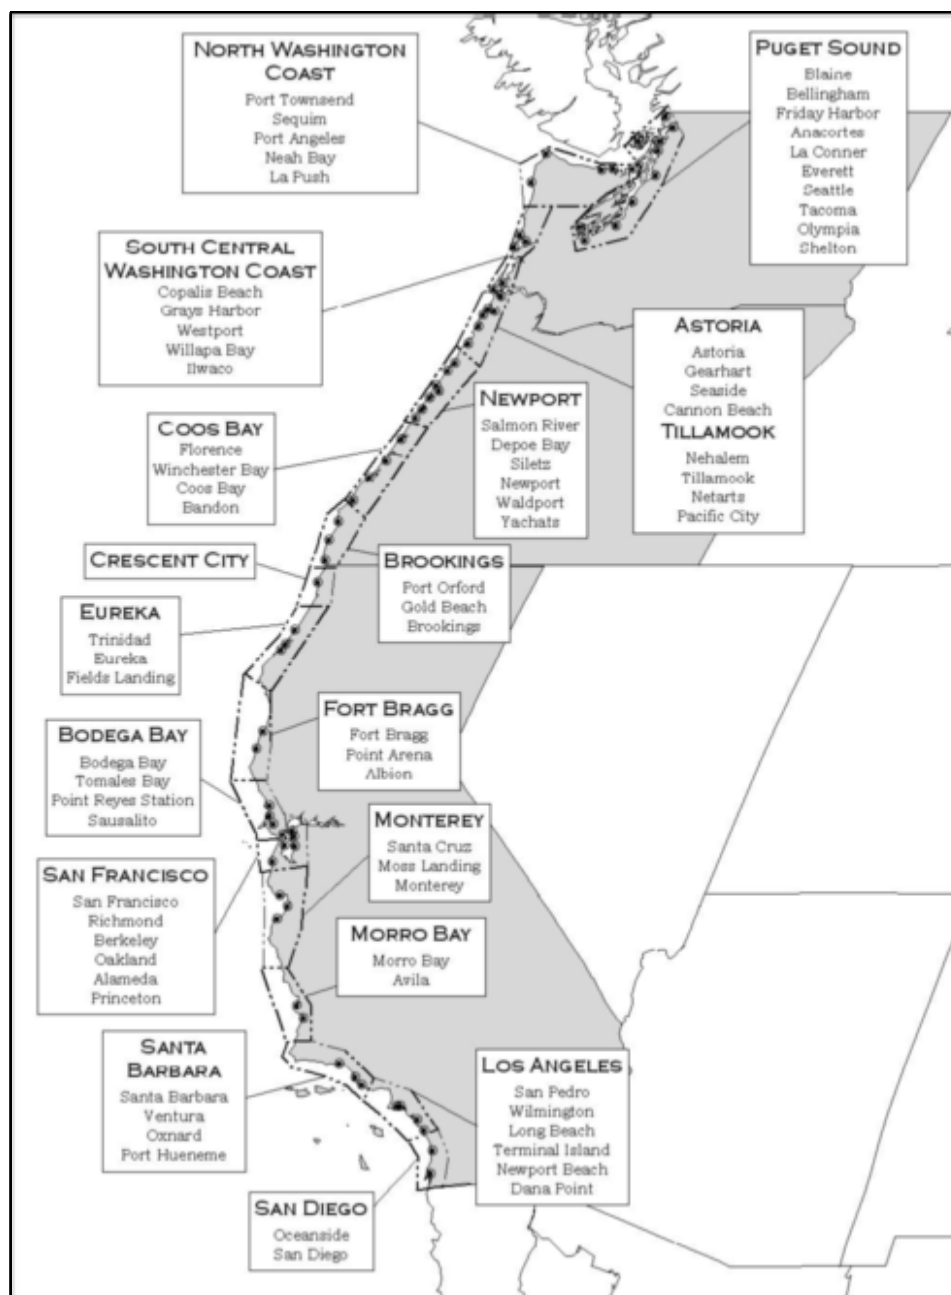 NORTH WASHINGTON
COAST
Port Townsend
Sequim
Port Angeles
Neah Bay
La Push
PUGET SOUND
Blaine
Bellingham
Friday Harbor
Anacortes
La Conner
Everett
Seattle
Tacoma
Olympia
Shelton
SOUTH CENTRAL
WASHINGTON COAST
Copalis Beach
Grays Harbor
Westport
Willapa Bay
Ilwaco
ASTORIA
Astoria
Gearhart
Seaside
Cannon Beach
TILLAMOOK
Nehalem
Tillamook
Netarts
Pacific City
NEWPORT
Salmon River
Depoe Bay
Siletz
Newport
Waldport
Yachats
COOS BAY
Florence
Winchester Bay
Coos Bay
Bandon
CRESCENT CITY
BROOKINGS
Port Orford
Gold Beach
Brookings
EUREKA
Trinidad
Eureka
Fields Landing
FORT BRAGG
Fort Bragg
Point Arena
Albion
BODEGA BAY
Bodega Bay
Tomales Bay
Point Reyes Station
Sausalito
MONTEREY
Santa Cruz
Moss Landing
Monterey
SAN FRANCISCO
San Francisco
Richmond
Berkeley
Oakland
Alameda
Princeton
MORRO BAY
Morro Bay
Avila
SANTA
BARBARA
Santa Barbara
Ventura
Oxnard
Port Hueneme
LOS ANGELES
San Pedro
Wilmington
Long Beach
Terminal Island
Newport Beach
Dana Point
SAN DIEGO
Oceanside
San Diego